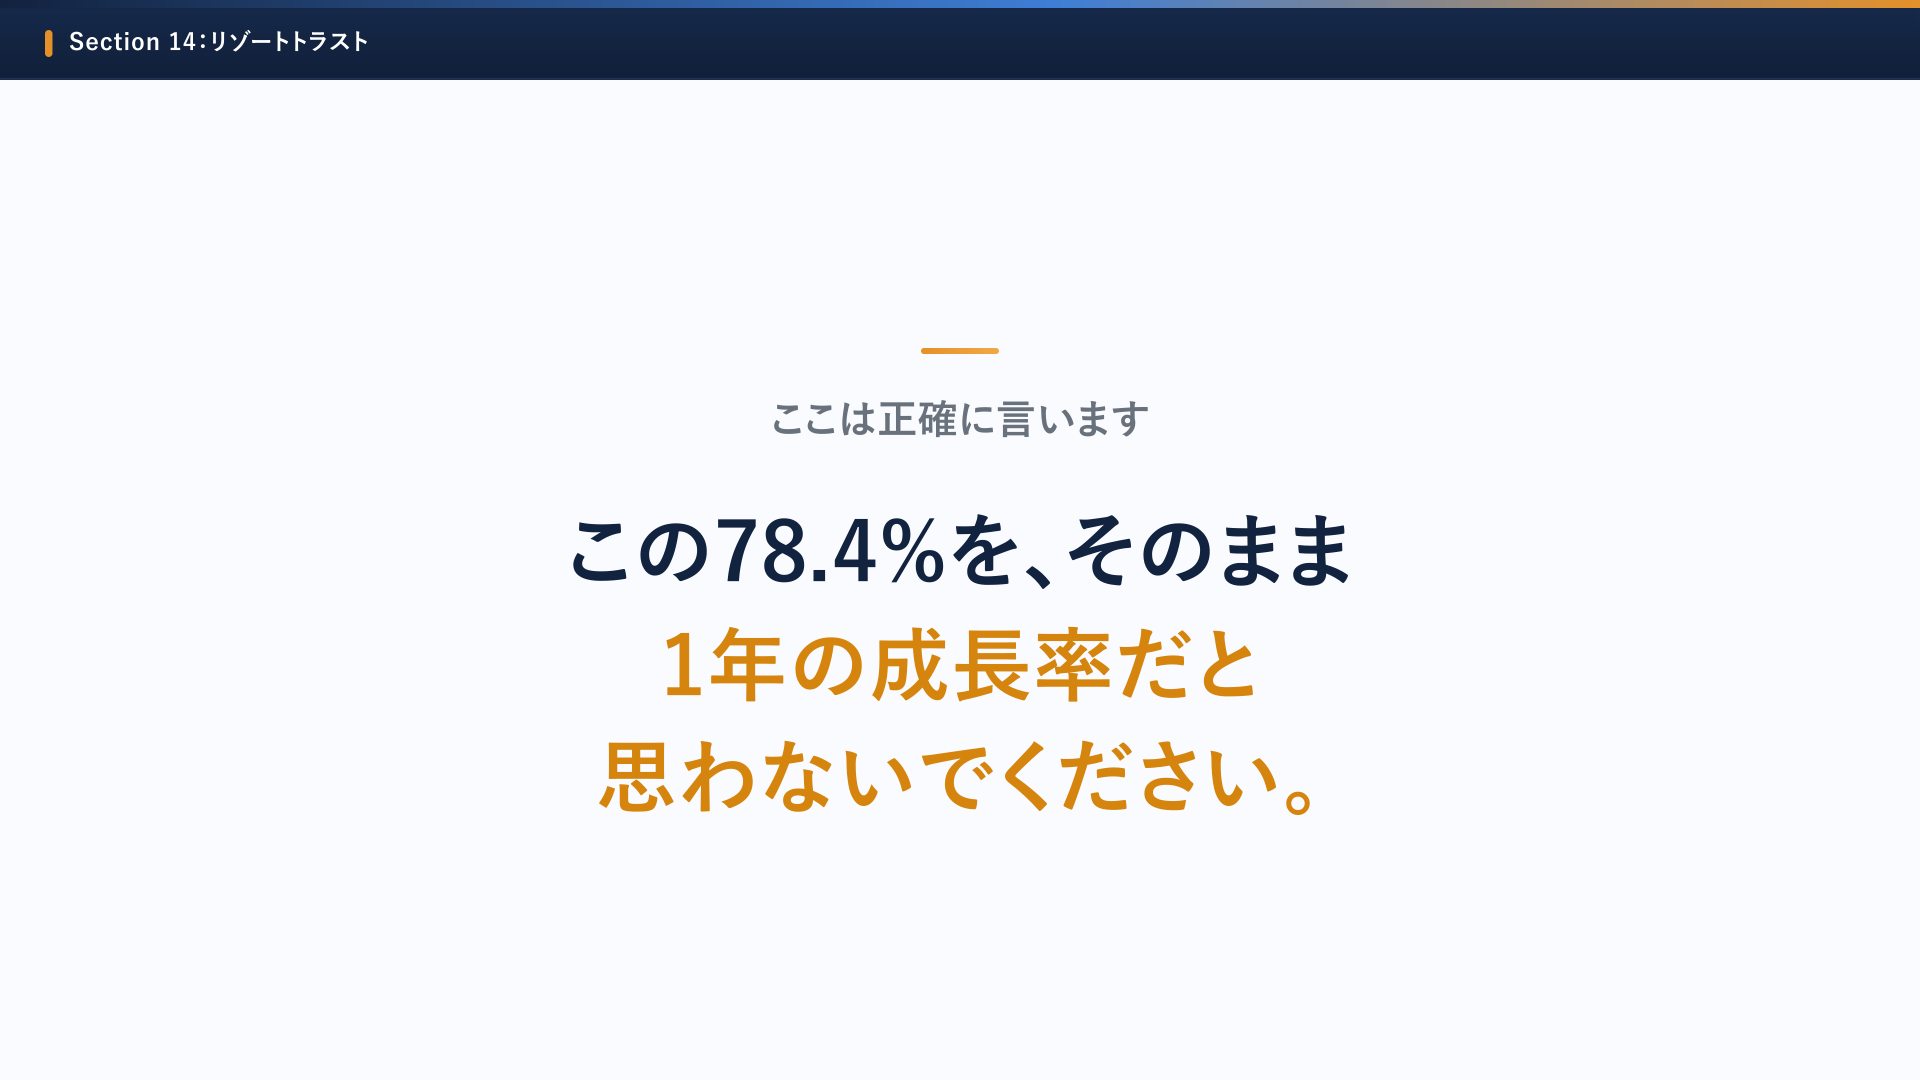 Section 14：リゾートトラスト
ここは正確に言います
この78.4%を、そのまま
1年の成長率だと
思わないでください。